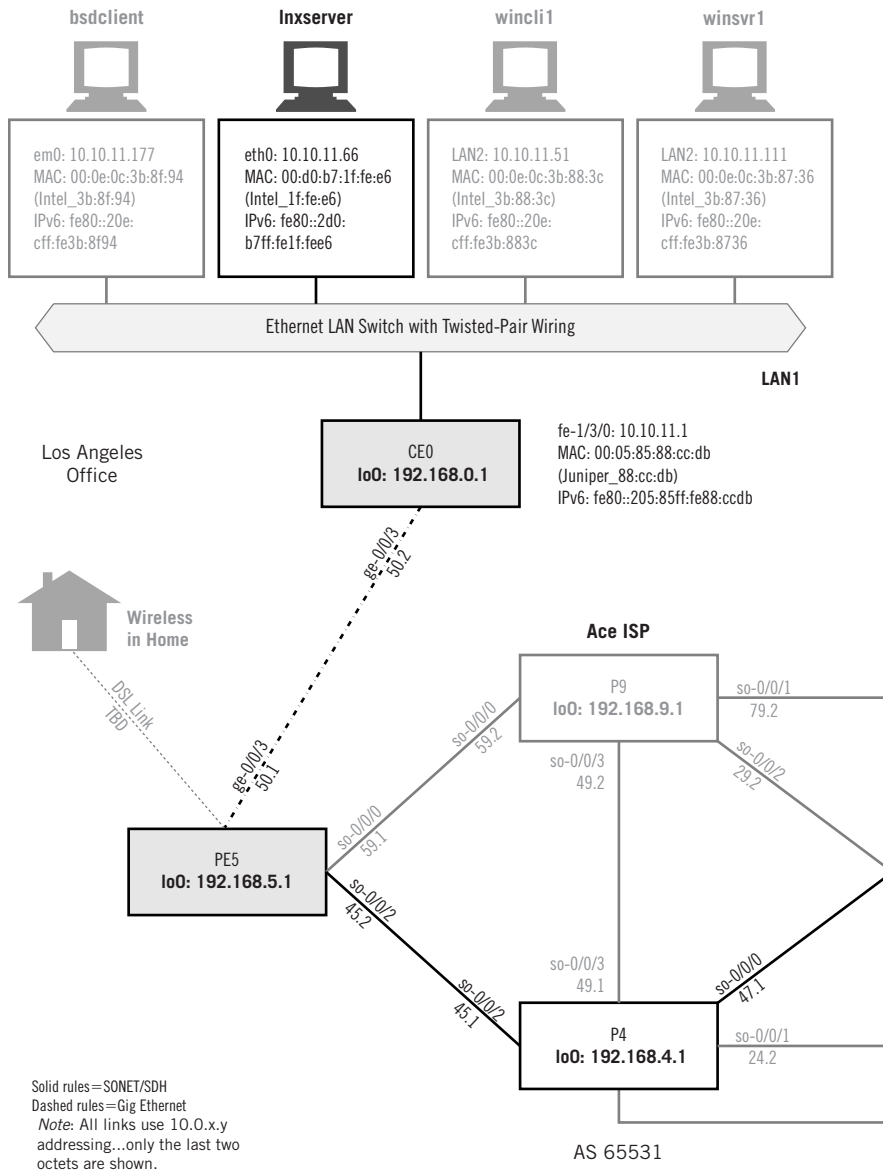 bsdclient
lnxserver
wincli1
winsvr1
em0: 10.10.11.177
MAC: 00:0e:0c:3b:8f:94
(Intel_3b:8f:94)
IPv6: fe80::20e:
cff:fe3b:8f94
eth0: 10.10.11.66
MAC: 00:d0:b7:1f:fe:e6
(Intel_1f:fe:e6)
IPv6: fe80::2d0:
b7ff:fe1f:fee6
LAN2: 10.10.11.51
MAC: 00:0e:0c:3b:88:3c
(Intel_3b:88:3c)
IPv6: fe80::20e:
cff:fe3b:883c
LAN2: 10.10.11.111
MAC: 00:0e:0c:3b:87:36
(Intel_3b:87:36)
IPv6: fe80::20e:
cff:fe3b:8736
Ethernet LAN Switch with Twisted-Pair Wiring
LAN1
Los Angeles
Office
CE0
lo0: 192.168.0.1
fe-1/3/0: 10.10.11.1
MAC: 00:05:85:88:cc:db
(Juniper_88:cc:db)
IPv6: fe80::205:85ff:fe88:ccdb
ge-0/0/3
50.2
Wireless
in Home
DSL Link
TBD
ge-0/0/3
50.1
Ace ISP
P9
lo0: 192.168.9.1
so-0/0/1
79.2
so-0/0/0
59.2
so-0/0/3
49.2
so-0/0/2
29.2
so-0/0/0
59.1
PE5
lo0: 192.168.5.1
so-0/0/2
45.2
so-0/0/3
49.1
so-0/0/0
47.1
so-0/0/2
45.1
P4
lo0: 192.168.4.1
so-0/0/1
24.2
Solid rules=SONET/SDH
Dashed rules=Gig Ethernet
Note: All links use 10.0.x.y
addressing...only the last two
octets are shown.
AS 65531